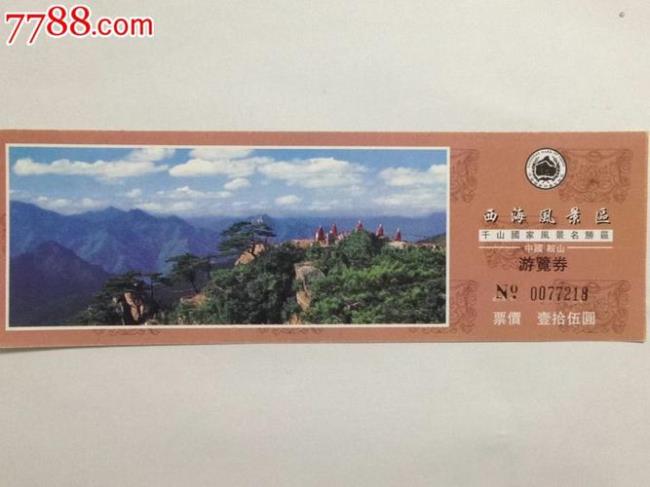 7788.com
西海風景區
千山國家風景名勝區
中國 鞍山
游覽券
№ 0077218
票價 壹拾伍圓